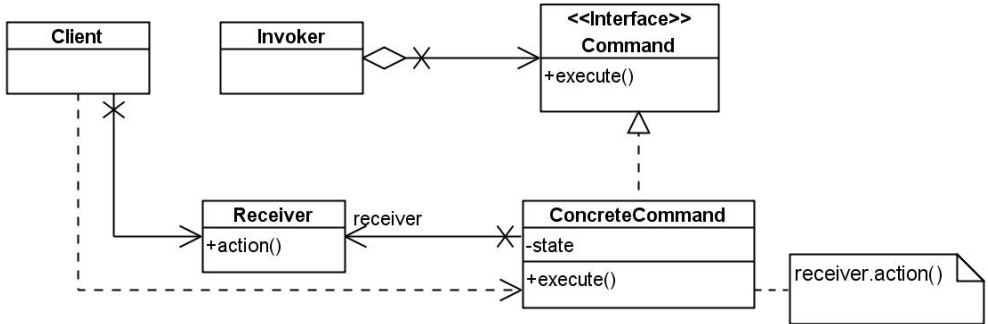 Client
Invoker
<<Interface>>
Command
+execute()
Receiver
+action()
receiver
ConcreteCommand
-state
+execute()
receiver.action()